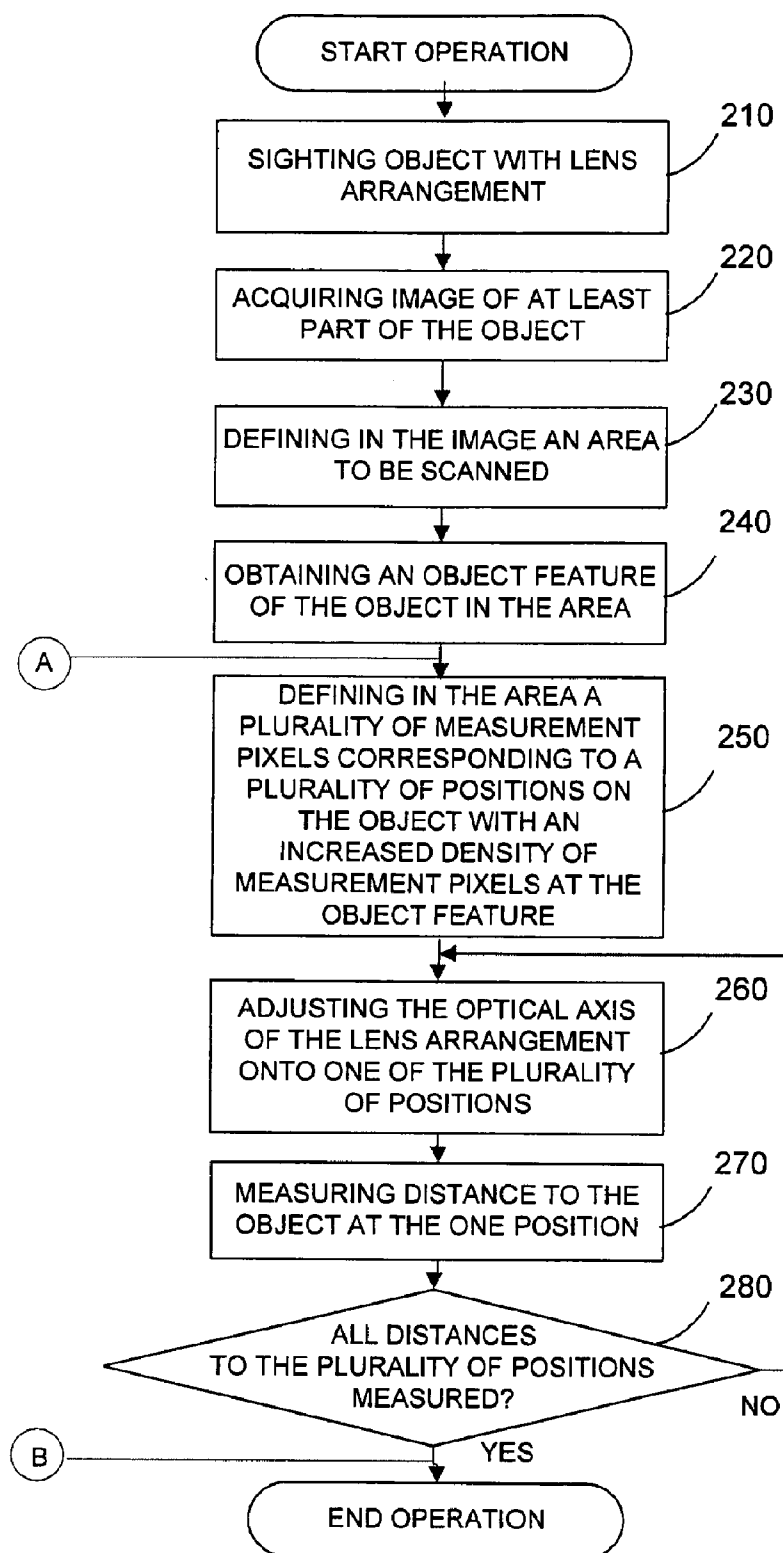 START OPERATION
210
SIGHTING OBJECT WITH LENS
ARRANGEMENT
220
ACQUIRING IMAGE OF AT LEAST
PART OF THE OBJECT
230
DEFINING IN THE IMAGE AN AREA
TO BE SCANNED
240
OBTAINING AN OBJECT FEATURE
OF THE OBJECT IN THE AREA
A
DEFINING IN THE AREA A
PLURALITY OF MEASUREMENT
PIXELS CORRESPONDING TO A
PLURALITY OF POSITIONS ON
THE OBJECT WITH AN
INCREASED DENSITY OF
MEASUREMENT PIXELS AT THE
OBJECT FEATURE
250
260
ADJUSTING THE OPTICAL AXIS
OF THE LENS ARRANGEMENT
ONTO ONE OF THE PLURALITY
OF POSITIONS
270
MEASURING DISTANCE TO THE
OBJECT AT THE ONE POSITION
280
ALL DISTANCES
TO THE PLURALITY OF POSITIONS
MEASURED?
NO
B
YES
END OPERATION